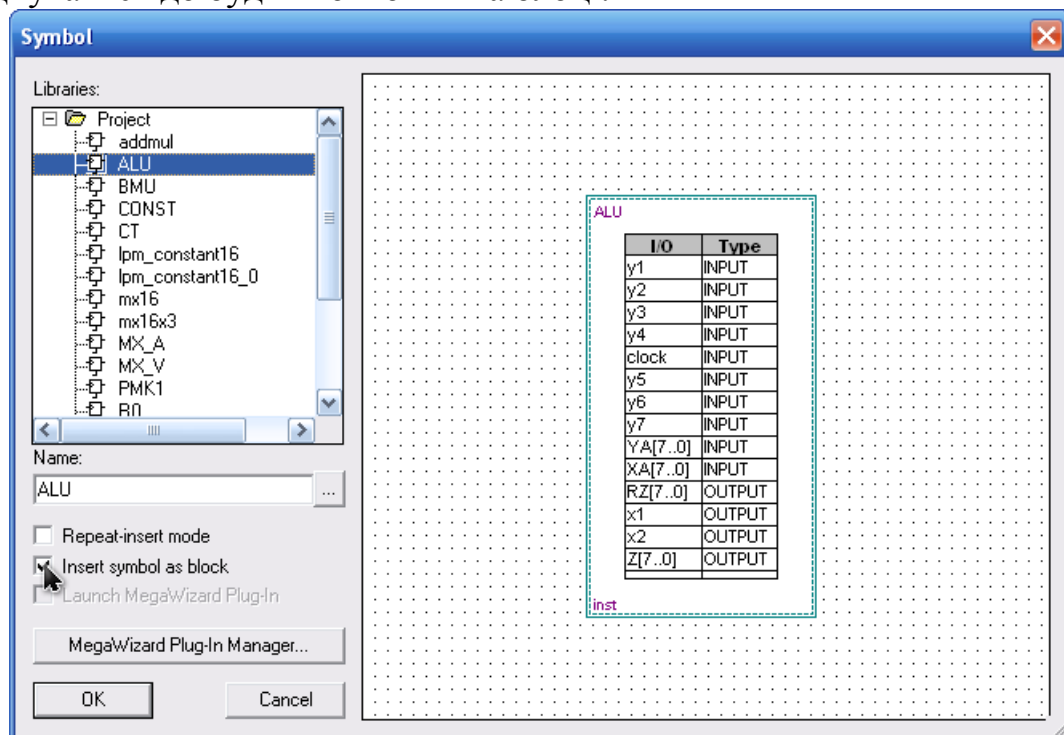 Symbol
Libraries:
Project
addmul
ALU
BMU
CONST
CT
lpm_constant16
lpm_constant16_0
mx16
mx16x3
MX_A
MX_V
PMK1
R0
Name:
ALU
...
Repeat-insert mode
Insert symbol as block
Launch MegaWizard Plug-In
MegaWizard Plug-In Manager...
OK Cancel
ALU
I/O Type
y1 INPUT
y2 INPUT
y3 INPUT
y4 INPUT
clock INPUT
y5 INPUT
y6 INPUT
y7 INPUT
YA[7..0] INPUT
XA[7..0] INPUT
RZ[7..0] OUTPUT
x1 OUTPUT
x2 OUTPUT
Z[7..0] OUTPUT
inst